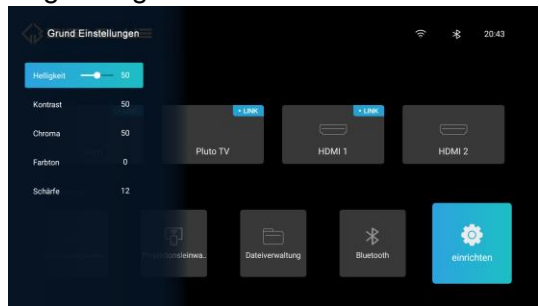 Grund Einstellungen
20:43
Helligkeit 50
Kontrast 50
Chroma 50
Farbton 0
Schärfe 12
• LINK
• LINK
Pluto TV
HDMI 1
HDMI 2
Dateiverwaltung
Bluetooth
einrichten